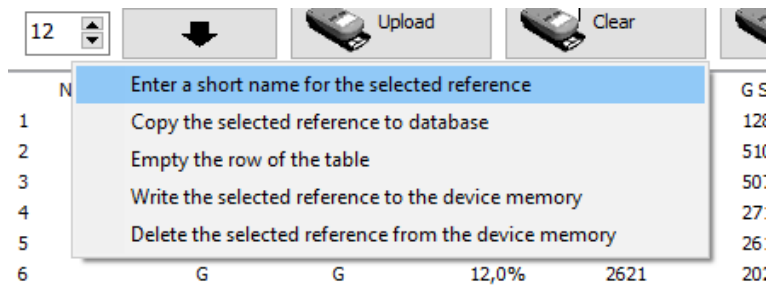 12 Upload Clear
N G S
Enter a short name for the selected reference
1 Copy the selected reference to database 128
2 Empty the row of the table 510
3 507
Write the selected reference to the device memory
4 271
5 Delete the selected reference from the device memory 261
6 G G 12,0% 2621 202